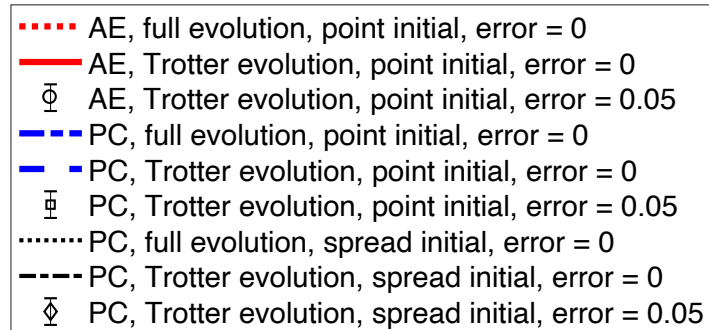 AE, full evolution, point initial, error = 0
AE, Trotter evolution, point initial, error = 0
AE, Trotter evolution, point initial, error = 0.05
PC, full evolution, point initial, error = 0
PC, Trotter evolution, point initial, error = 0
PC, Trotter evolution, point initial, error = 0.05
PC, full evolution, spread initial, error = 0
PC, Trotter evolution, spread initial, error = 0
PC, Trotter evolution, spread initial, error = 0.05